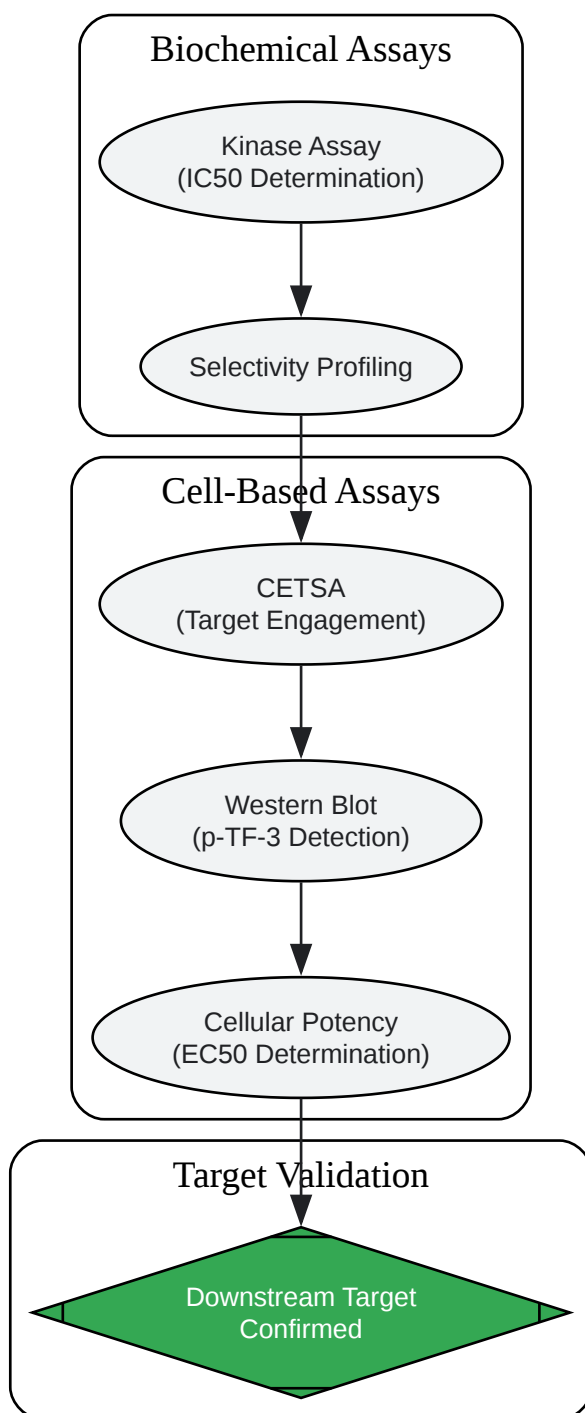 Biochemical Assays
Kinase Assay
(IC50 Determination)
Selectivity Profiling
Cell-Based Assays
CETSA
(Target Engagement)
Western Blot
(p-TF-3 Detection)
Cellular Potency
(EC50 Determination)
Target Validation
Downstream Target
Confirmed